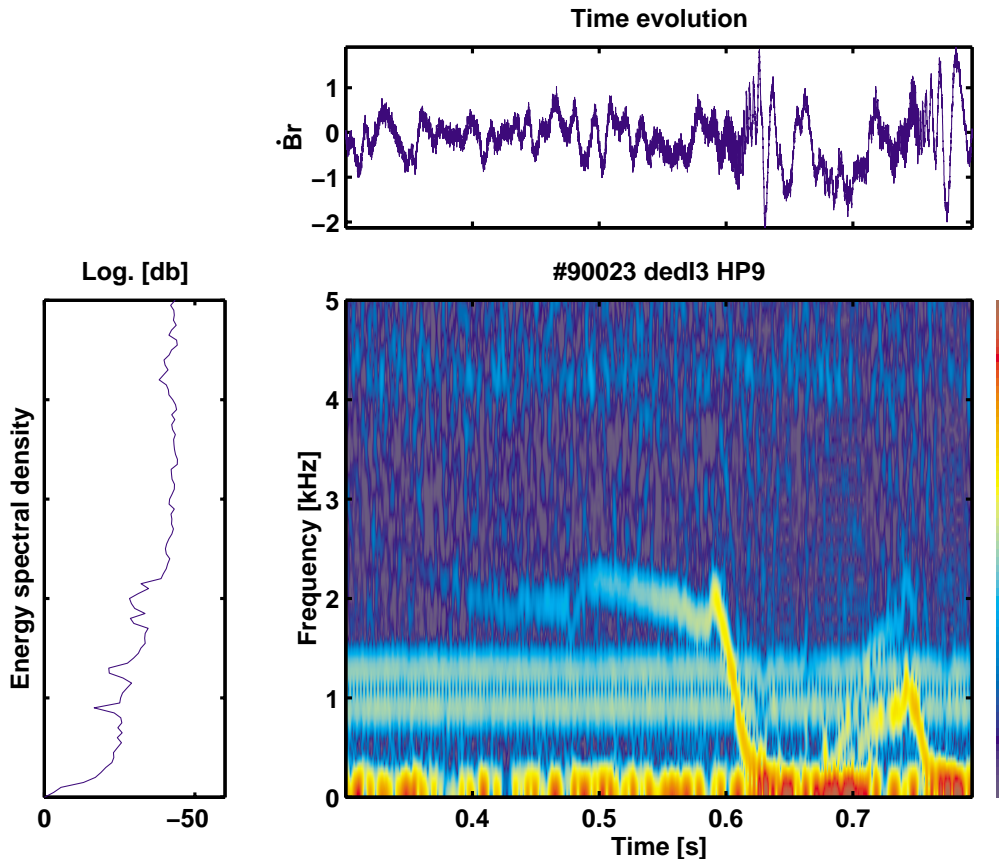 Time evolution
1
0
−1
−2
Ḃr
Log. [db]
#90023 dedl3 HP9
Energy spectral density
0
−50
Frequency [kHz]
5
4
3
2
1
0
0.4
0.5
0.6
0.7
Time [s]